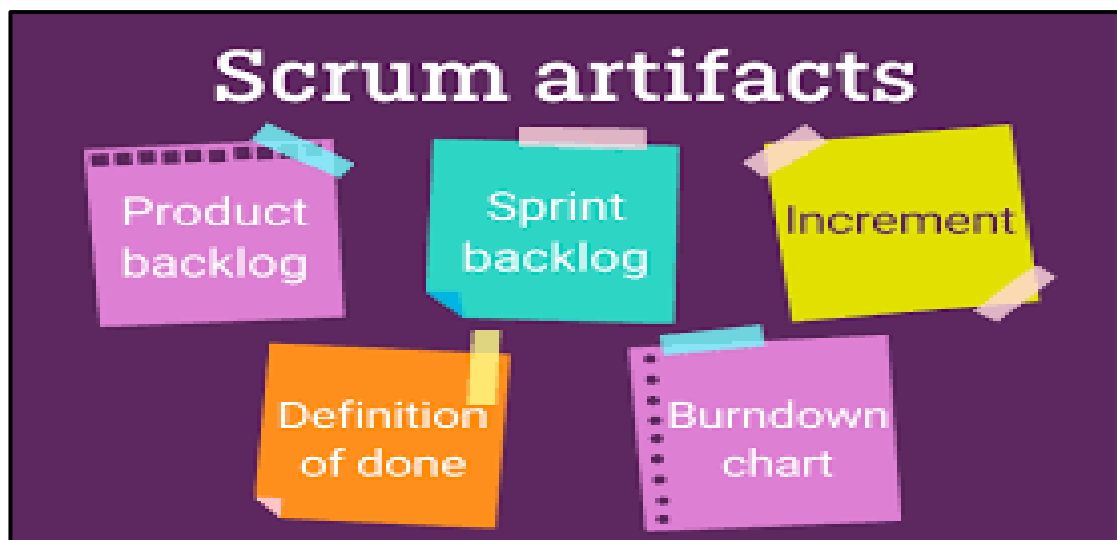 Scrum artifacts
Product
backlog
Sprint
backlog
Increment
Definition
of done
Burndown
chart